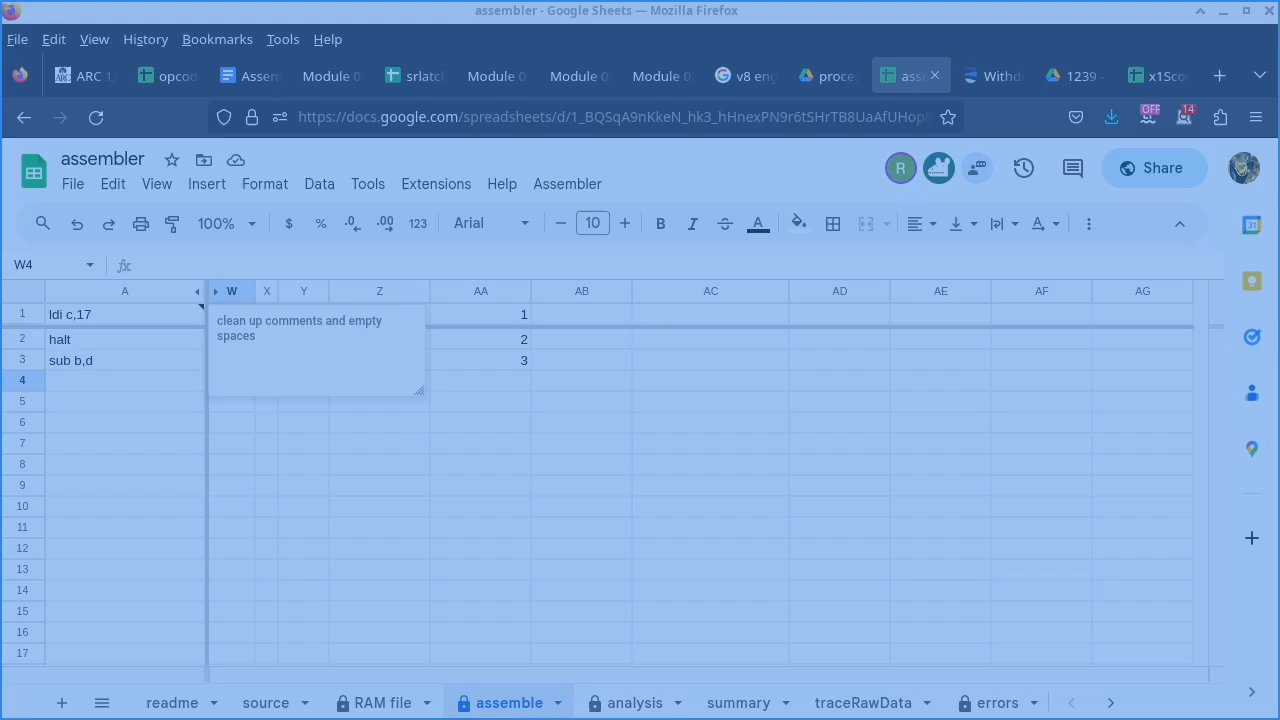 assembler - Google Sheets — Mozilla Firefox
File Edit View History Bookmarks Tools Help
ARC 1. opcod Assem Module 0 srlatch Module 0 Module 0 Module 0 v8 eng proces asse Withd 1239 - x1Sco
https://docs.google.com/spreadsheets/d/1_BQSqA9nKkeN_hk3_hHnexPN9r6tSHrTB8UaAfUHop8 OFF 14
assembler
R Share
File Edit View Insert Format Data Tools Extensions Help Assembler
100% $ % .0 .00 123 Arial 10 B I S A
W4 fx
A W X Y Z AA AB AC AD AE AF AG
1 ldi c,17 1
clean up comments and empty
spaces
2 halt 2
3 sub b,d 3
4
5
6
7
8
9
10
11
12
13
14
15
16
17
readme source RAM file assemble analysis summary traceRawData errors